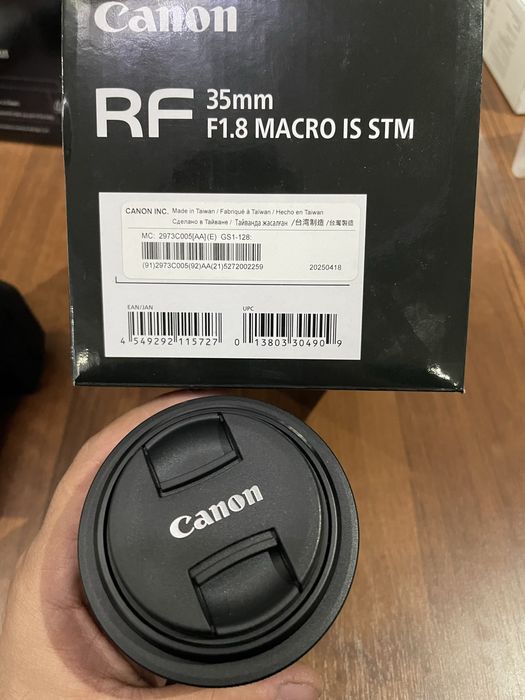 Canon
RF 35mm
F1.8 MACRO IS STM
CANON INC. Made in Taiwan / Fabriqué à Taïwan / Hecho en Taiwan
Сделано в Тайване / Тайванда жасалған /台湾制造 /台灣製造
MC: 2973C005[AA](E) GS1-128:
(91)2973C005(92)AA(21)5272002259 20250418
EAN/JAN UPC
4 549292 115727 0 13803 30490 9
Canon